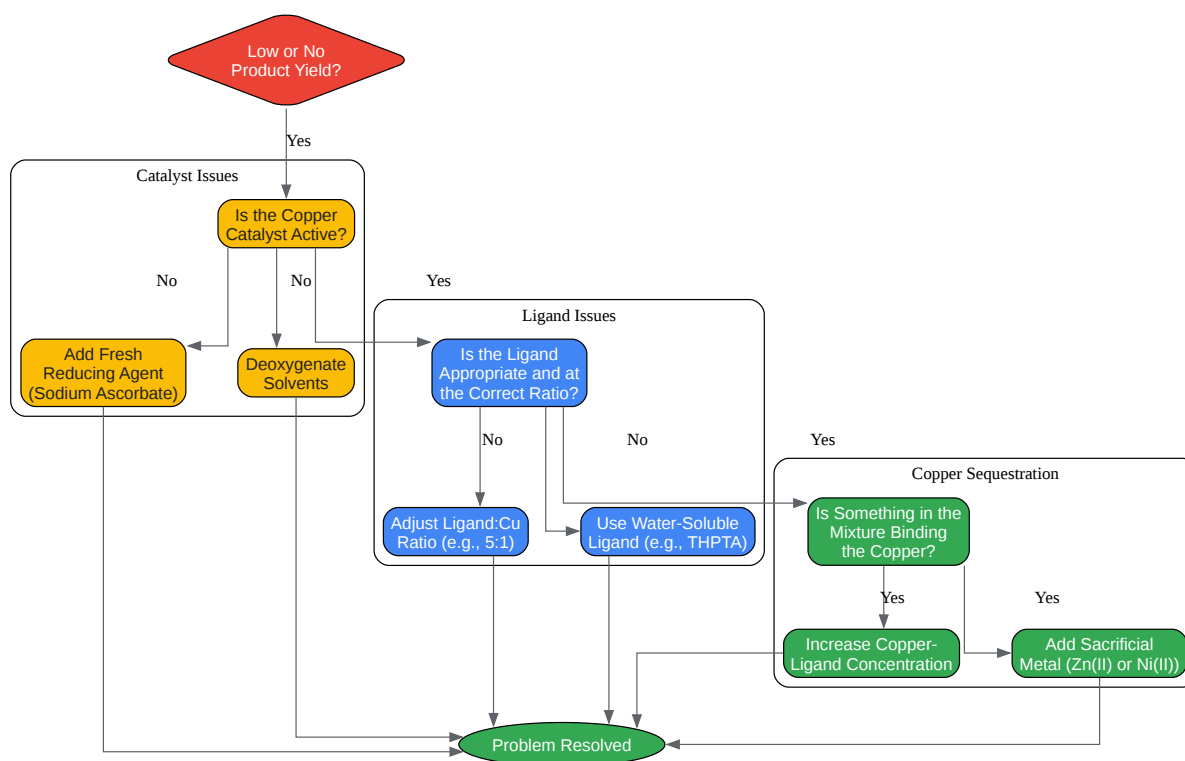 Low or No
Product Yield?
Yes
Catalyst Issues
Is the Copper
Catalyst Active?
No
No
Yes
Ligand Issues
Add Fresh
Reducing Agent
(Sodium Ascorbate)
Deoxygenate
Solvents
Is the Ligand
Appropriate and at
the Correct Ratio?
No
No
Yes
Copper Sequestration
Adjust Ligand:Cu
Ratio (e.g., 5:1)
Use Water-Soluble
Ligand (e.g., THPTA)
Is Something in the
Mixture Binding
the Copper?
Yes
Yes
Increase Copper-
Ligand Concentration
Add Sacrificial
Metal (Zn(II) or Ni(II))
Problem Resolved